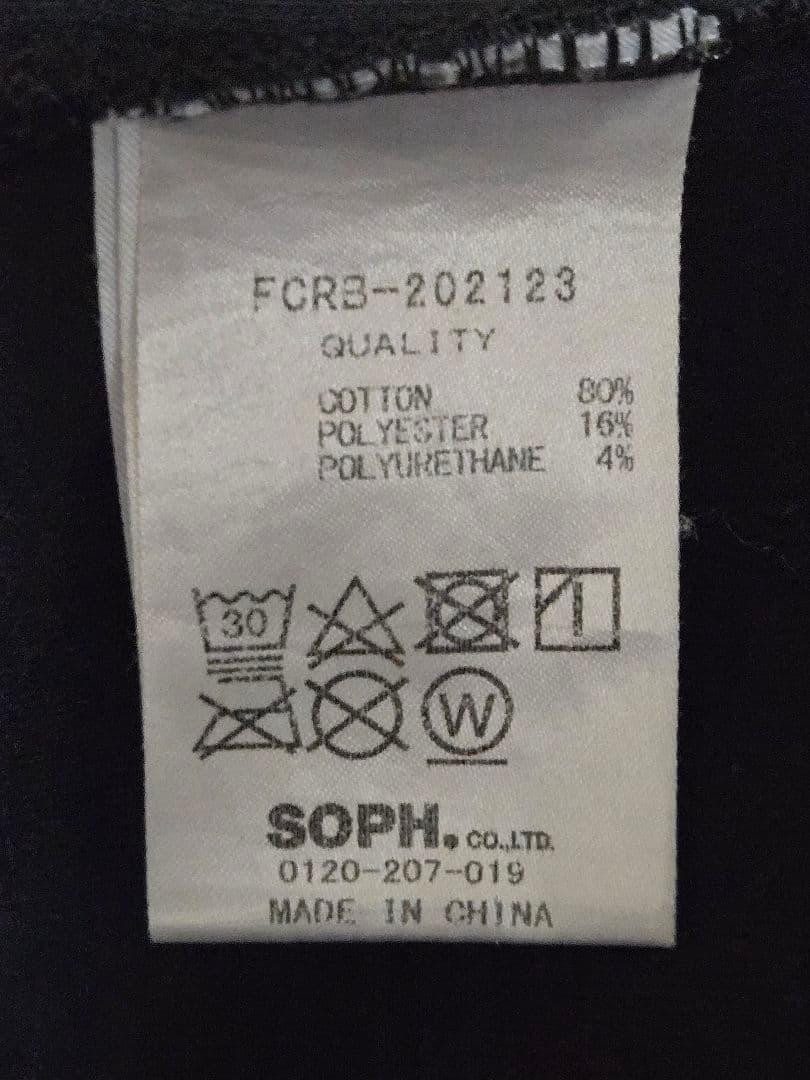 FCRB-202123
QUALITY
COTTON 80%
POLYESTER 16%
POLYURETHANE 4%
30
W
SOPH. CO.,LTD.
0120-207-019
MADE IN CHINA